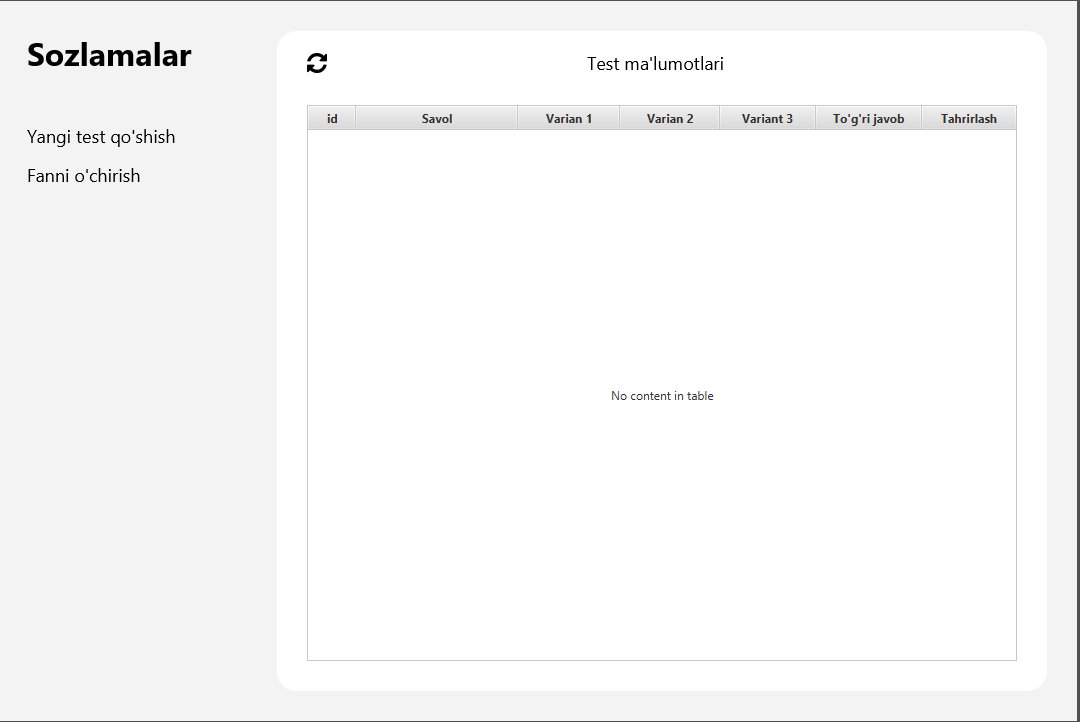 Sozlamalar
Yangi test qo'shish
Fanni o'chirish
Test ma'lumotlari
id Savol Varian 1 Varian 2 Variant 3 To'g'ri javob Tahrirlash
No content in table